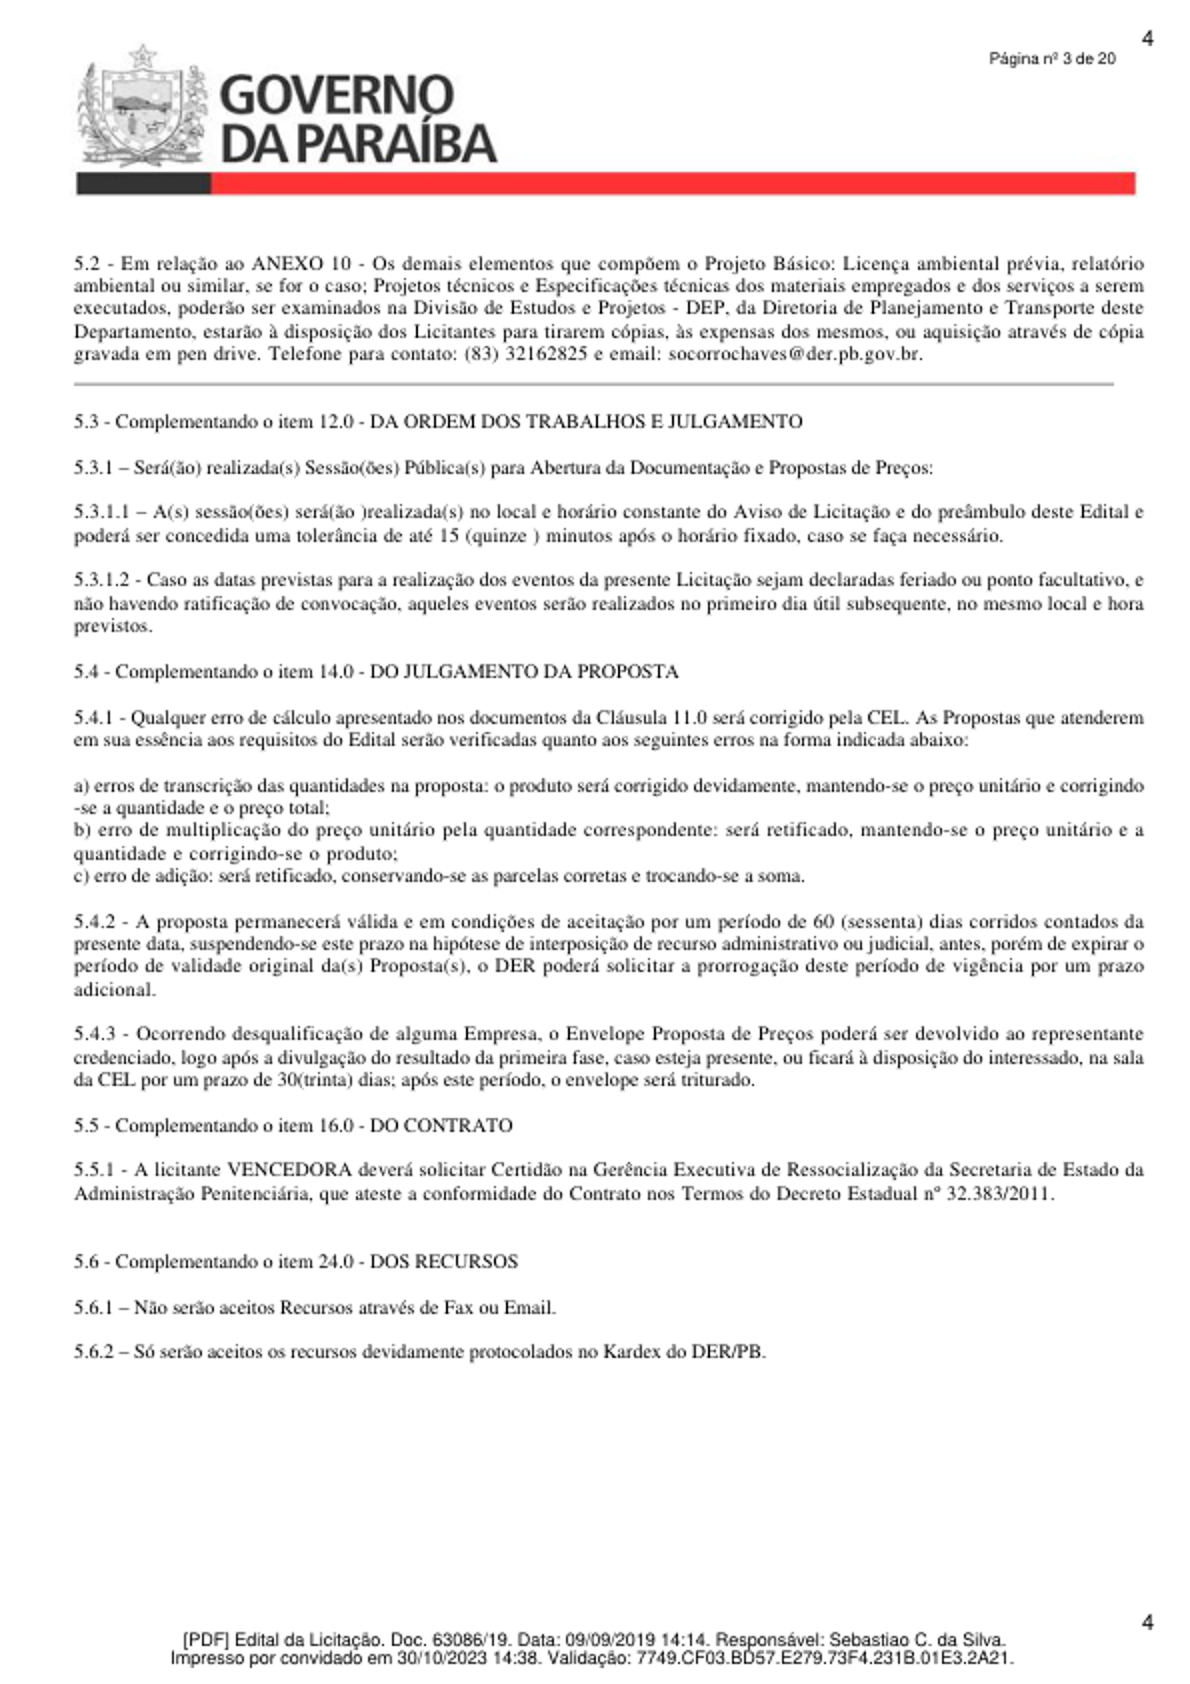 4
Página nº 3 de 20
GOVERNO
DA PARAÍBA
5.2 - Em relação ao ANEXO 10 - Os demais elementos que compõem o Projeto Básico: Licença ambiental prévia, relatório
ambiental ou similar, se for o caso; Projetos técnicos e Especificações técnicas dos materiais empregados e dos serviços a serem
executados, poderão ser examinados na Divisão de Estudos e Projetos - DEP, da Diretoria de Planejamento e Transporte deste
Departamento, estarão à disposição dos Licitantes para tirarem cópias, às expensas dos mesmos, ou aquisição através de cópia
gravada em pen drive. Telefone para contato: (83) 32162825 e email: socorrochaves@der.pb.gov.br.
5.3 - Complementando o item 12.0 - DA ORDEM DOS TRABALHOS E JULGAMENTO
5.3.1 – Será(ão) realizada(s) Sessão(ões) Pública(s) para Abertura da Documentação e Propostas de Preços:
5.3.1.1 – A(s) sessão(ões) será(ão )realizada(s) no local e horário constante do Aviso de Licitação e do preâmbulo deste Edital e
poderá ser concedida uma tolerância de até 15 (quinze ) minutos após o horário fixado, caso se faça necessário.
5.3.1.2 - Caso as datas previstas para a realização dos eventos da presente Licitação sejam declaradas feriado ou ponto facultativo, e
não havendo ratificação de convocação, aqueles eventos serão realizados no primeiro dia útil subsequente, no mesmo local e hora
previstos.
5.4 - Complementando o item 14.0 - DO JULGAMENTO DA PROPOSTA
5.4.1 - Qualquer erro de cálculo apresentado nos documentos da Cláusula 11.0 será corrigido pela CEL. As Propostas que atenderem
em sua essência aos requisitos do Edital serão verificadas quanto aos seguintes erros na forma indicada abaixo:
a) erros de transcrição das quantidades na proposta: o produto será corrigido devidamente, mantendo-se o preço unitário e corrigindo
-se a quantidade e o preço total;
b) erro de multiplicação do preço unitário pela quantidade correspondente: será retificado, mantendo-se o preço unitário e a
quantidade e corrigindo-se o produto;
c) erro de adição: será retificado, conservando-se as parcelas corretas e trocando-se a soma.
5.4.2 - A proposta permanecerá válida e em condições de aceitação por um período de 60 (sessenta) dias corridos contados da
presente data, suspendendo-se este prazo na hipótese de interposição de recurso administrativo ou judicial, antes, porém de expirar o
período de validade original da(s) Proposta(s), o DER poderá solicitar a prorrogação deste período de vigência por um prazo
adicional.
5.4.3 - Ocorrendo desqualificação de alguma Empresa, o Envelope Proposta de Preços poderá ser devolvido ao representante
credenciado, logo após a divulgação do resultado da primeira fase, caso esteja presente, ou ficará à disposição do interessado, na sala
da CEL por um prazo de 30(trinta) dias; após este período, o envelope será triturado.
5.5 - Complementando o item 16.0 - DO CONTRATO
5.5.1 - A licitante VENCEDORA deverá solicitar Certidão na Gerência Executiva de Ressocialização da Secretaria de Estado da
Administração Penitenciária, que ateste a conformidade do Contrato nos Termos do Decreto Estadual nº 32.383/2011.
5.6 - Complementando o item 24.0 - DOS RECURSOS
5.6.1 – Não serão aceitos Recursos através de Fax ou Email.
5.6.2 – Só serão aceitos os recursos devidamente protocolados no Kardex do DER/PB.
4
[PDF] Edital da Licitação. Doc. 63086/19. Data: 09/09/2019 14:14. Responsável: Sebastiao C. da Silva.
Impresso por convidado em 30/10/2023 14:38. Validação: 7749.CF03.BD57.E279.73F4.231B.01E3.2A21.